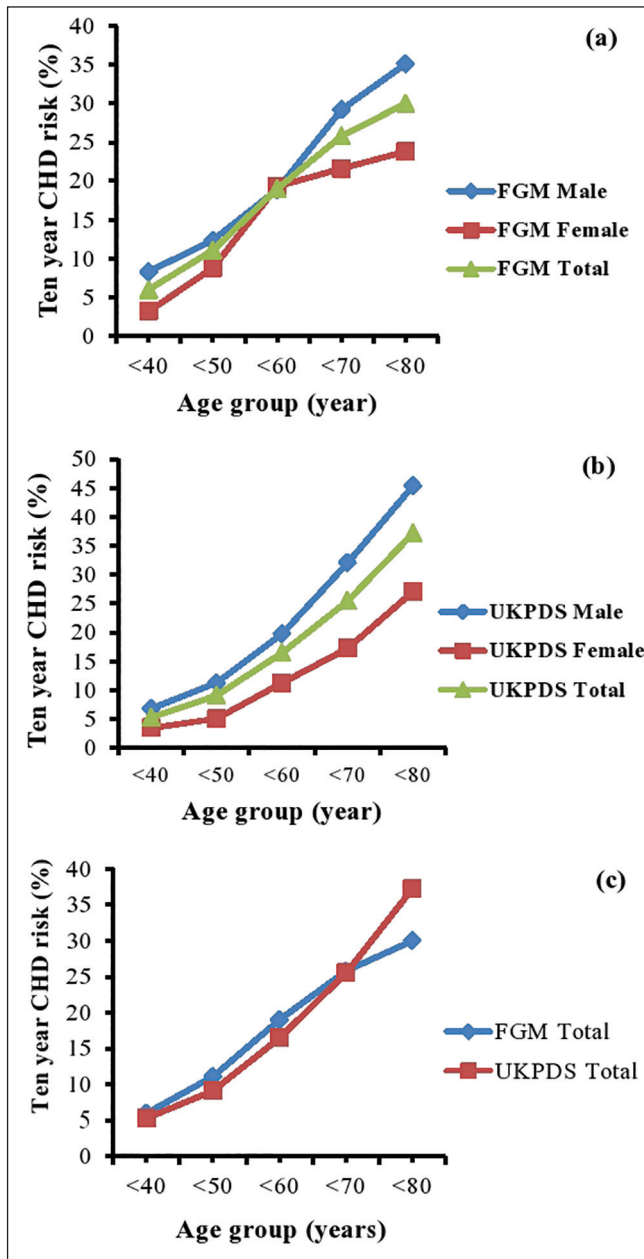 (a)
Ten year CHD risk (%)
40
35
30
25
20
15
10
5
0
<40 <50 <60 <70 <80
Age group (year)
FGM Male
FGM Female
FGM Total
(b)
Ten year CHD risk (%)
50
45
40
35
30
25
20
15
10
5
0
<40 <50 <60 <70 <80
Age group (year)
UKPDS Male
UKPDS Female
UKPDS Total
(c)
Ten year CHD risk (%)
40
35
30
25
20
15
10
5
0
<40 <50 <60 <70 <80
Age group (years)
FGM Total
UKPDS Total